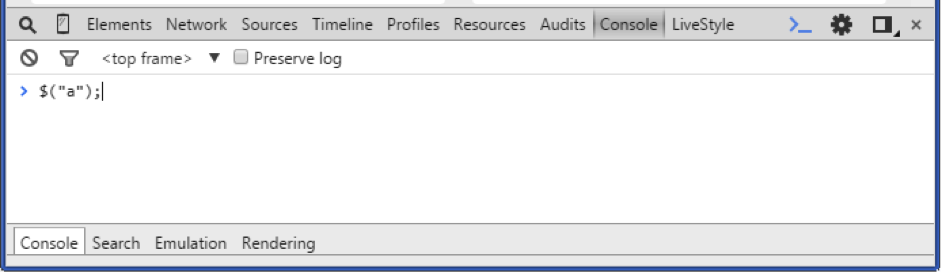 Elements Network Sources Timeline Profiles Resources Audits Console LiveStyle
<top frame> ▼ Preserve log
> $("a");
Console Search Emulation Rendering